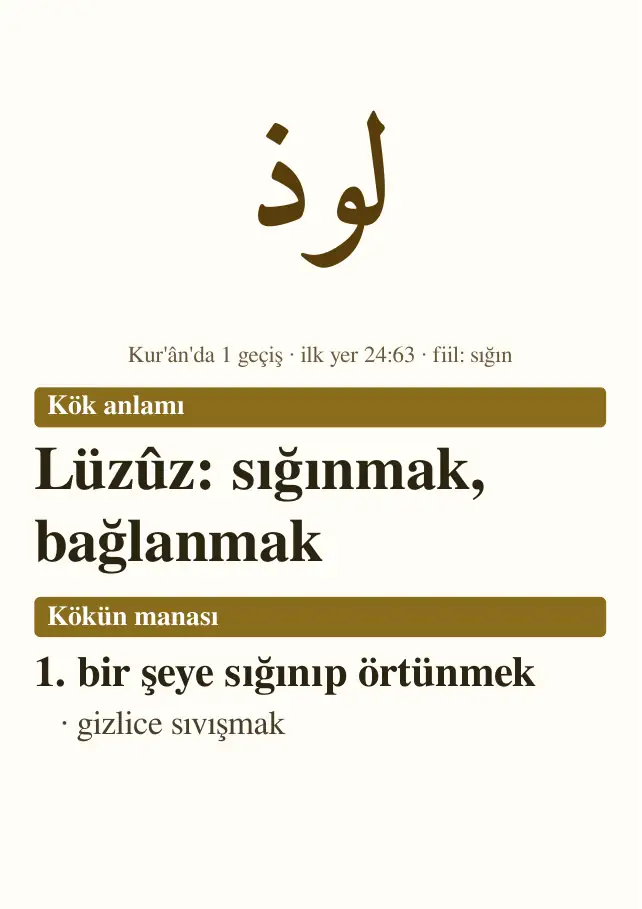 لوذ
Kur'ân'da 1 geçiş · ilk yer 24:63 · fiil: sığın
Kök anlamı
Lüzûz: sığınmak,
bağlanmak
Kökün manası
1. bir şeye sığınıp örtünmek
· gizlice sıvışmak